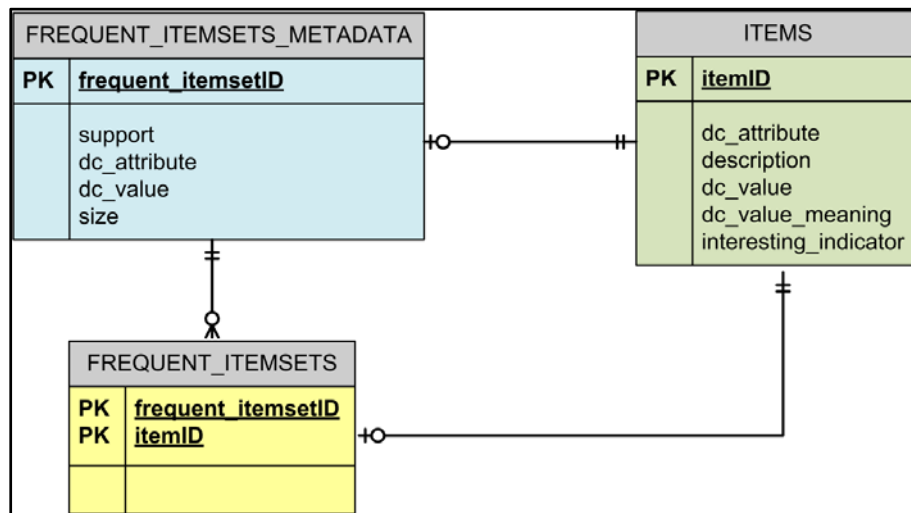 FREQUENT_ITEMSETS_METADATA
PK frequent_itemsetID
support
dc_attribute
dc_value
size
ITEMS
PK itemID
dc_attribute
description
dc_value
dc_value_meaning
interesting_indicator
FREQUENT_ITEMSETS
PK frequent_itemsetID
PK itemID